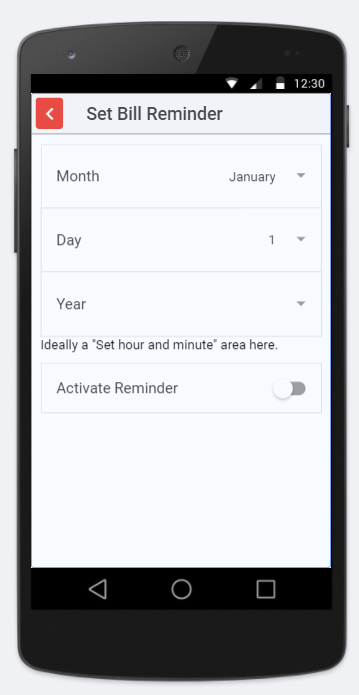 12:30
Set Bill Reminder
Month January
Day 1
Year
Ideally a "Set hour and minute" area here.
Activate Reminder